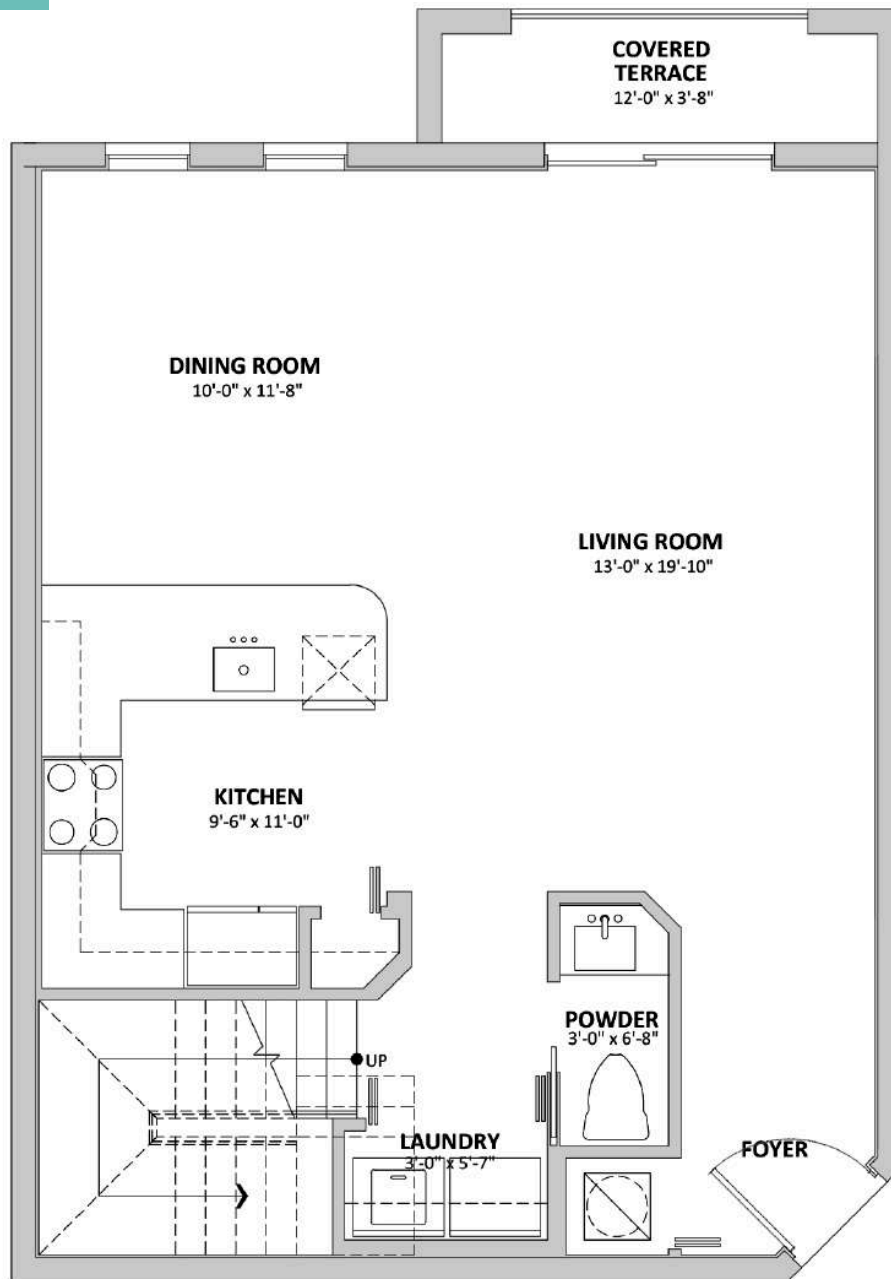 COVERED
TERRACE
12'-0" x 3'-8"
DINING ROOM
10'-0" x 11'-8"
LIVING ROOM
13'-0" x 19'-10"
KITCHEN
9'-6" x 11'-0"
POWDER
3'-0" x 6'-8"
UP
LAUNDRY
3'-0" x 5'-7"
FOYER